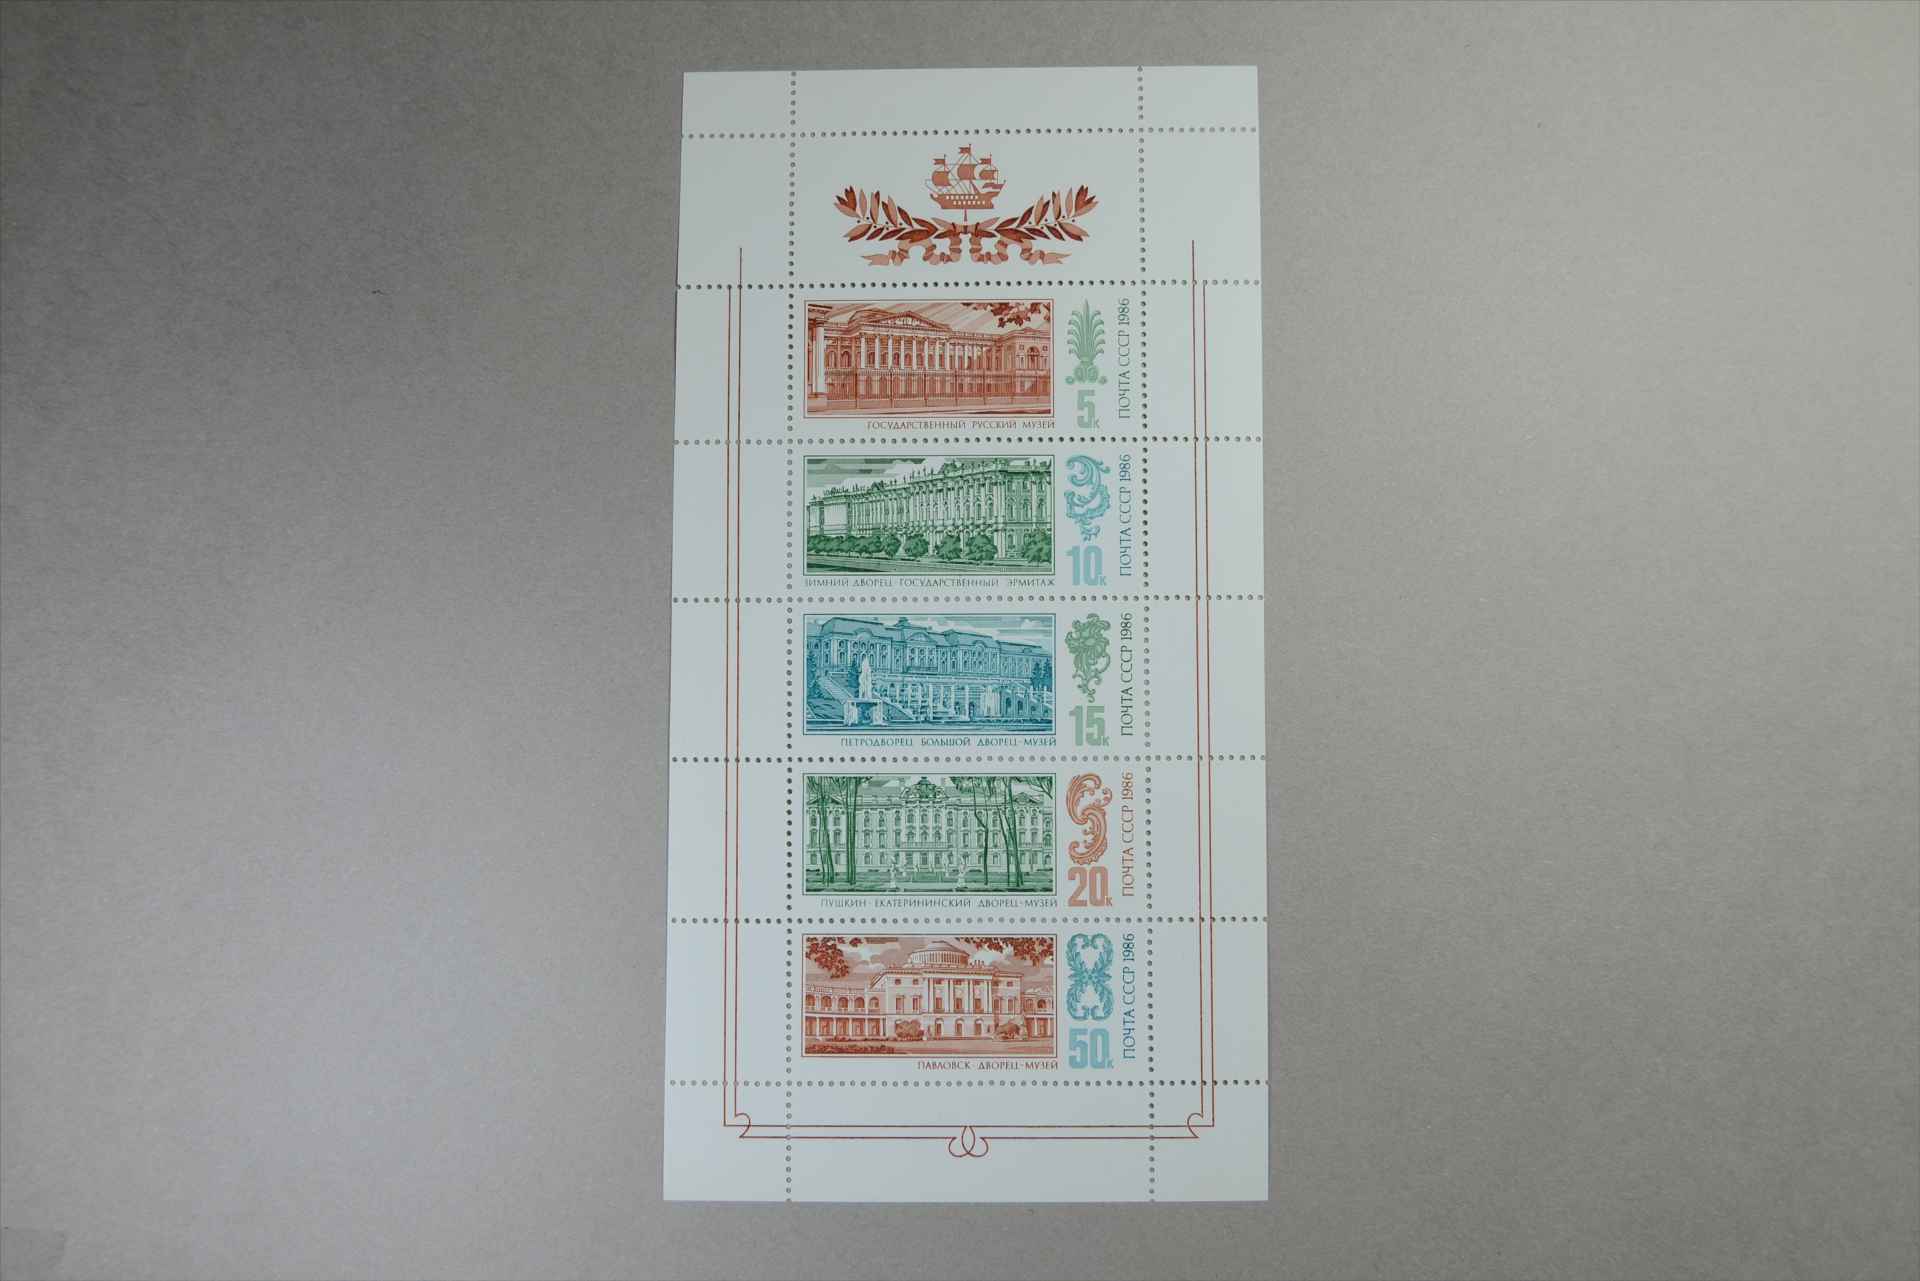 ПОЧТА СССР 1986
5к
ГОСУДАРСТВЕННЫЙ РУССКИЙ МУЗЕЙ
ПОЧТА СССР 1986
10к
ЗИМНИЙ ДВОРЕЦ·ГОСУДАРСТВЕННЫЙ ЭРМИТАЖ
ПОЧТА СССР 1986
15к
ПЕТРОДВОРЕЦ БОЛЬШОЙ ДВОРЕЦ-МУЗЕЙ
ПОЧТА СССР 1986
20к
ПУШКИН·ЕКАТЕРИНИНСКИЙ ДВОРЕЦ-МУЗЕЙ
ПОЧТА СССР 1986
50к
ПАВЛОВСК·ДВОРЕЦ-МУЗЕЙ